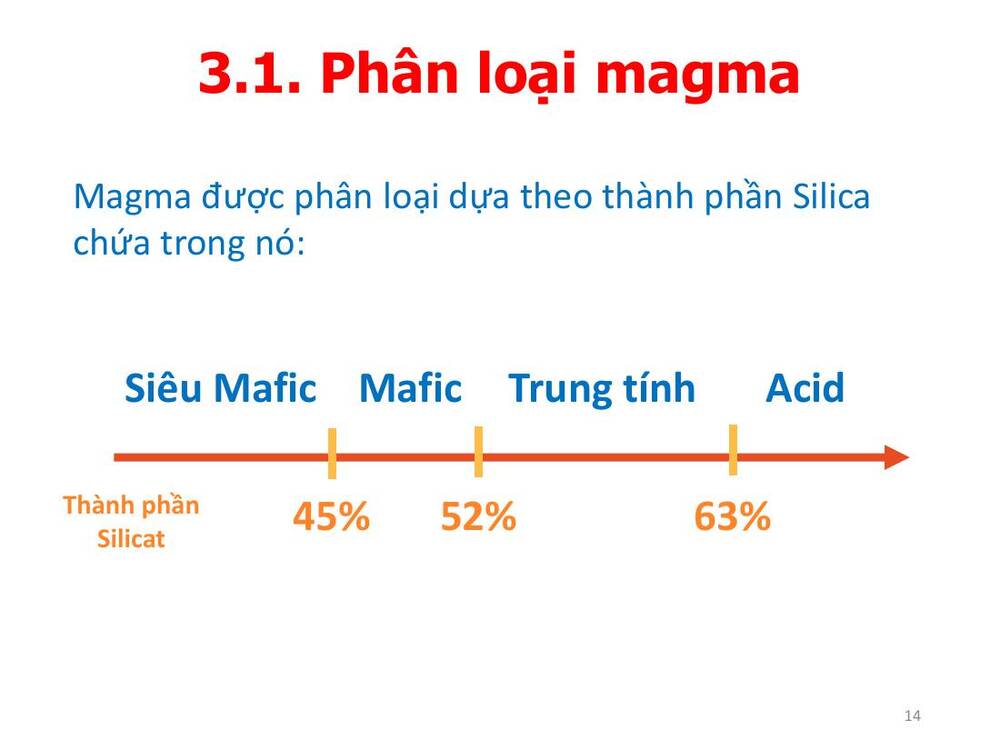 3.1. Phân loại magma
Magma được phân loại dựa theo thành phần Silica
chứa trong nó:
Siêu Mafic Mafic Trung tính Acid
Thành phần
Silicat
45% 52% 63%
14